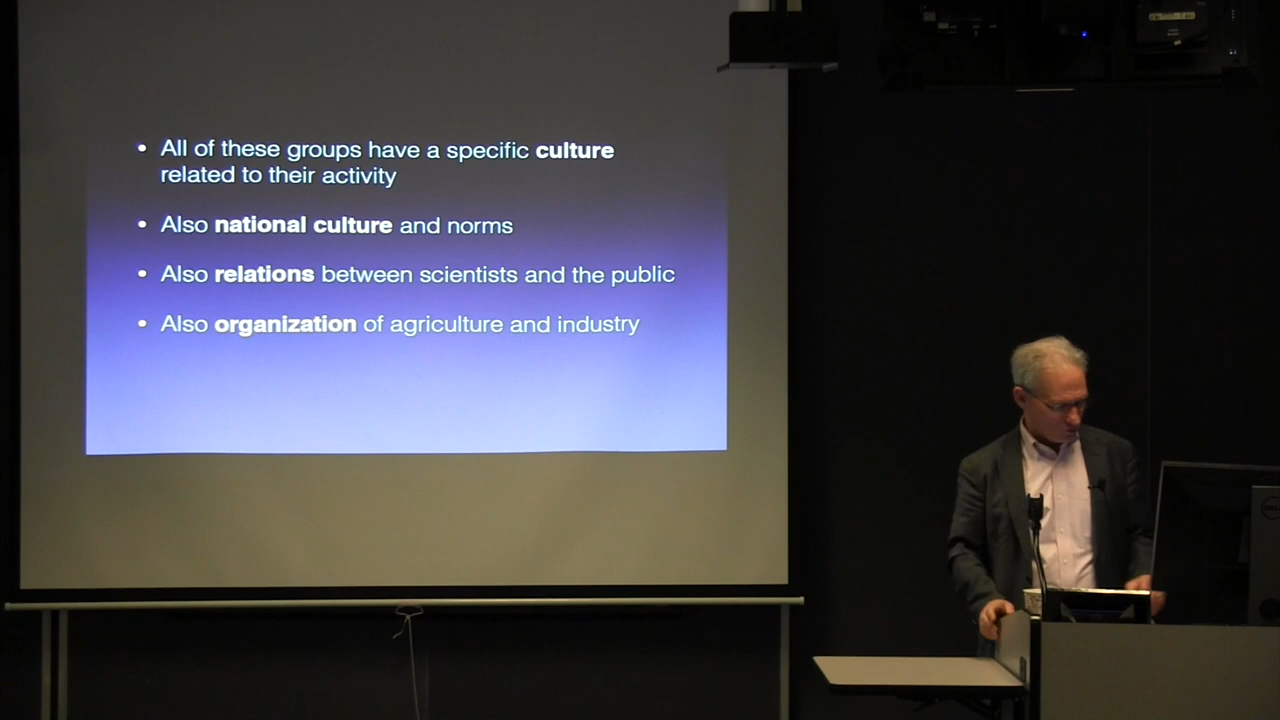 • All of these groups have a specific culture
related to their activity
• Also national culture and norms
• Also relations between scientists and the public
• Also organization of agriculture and industry